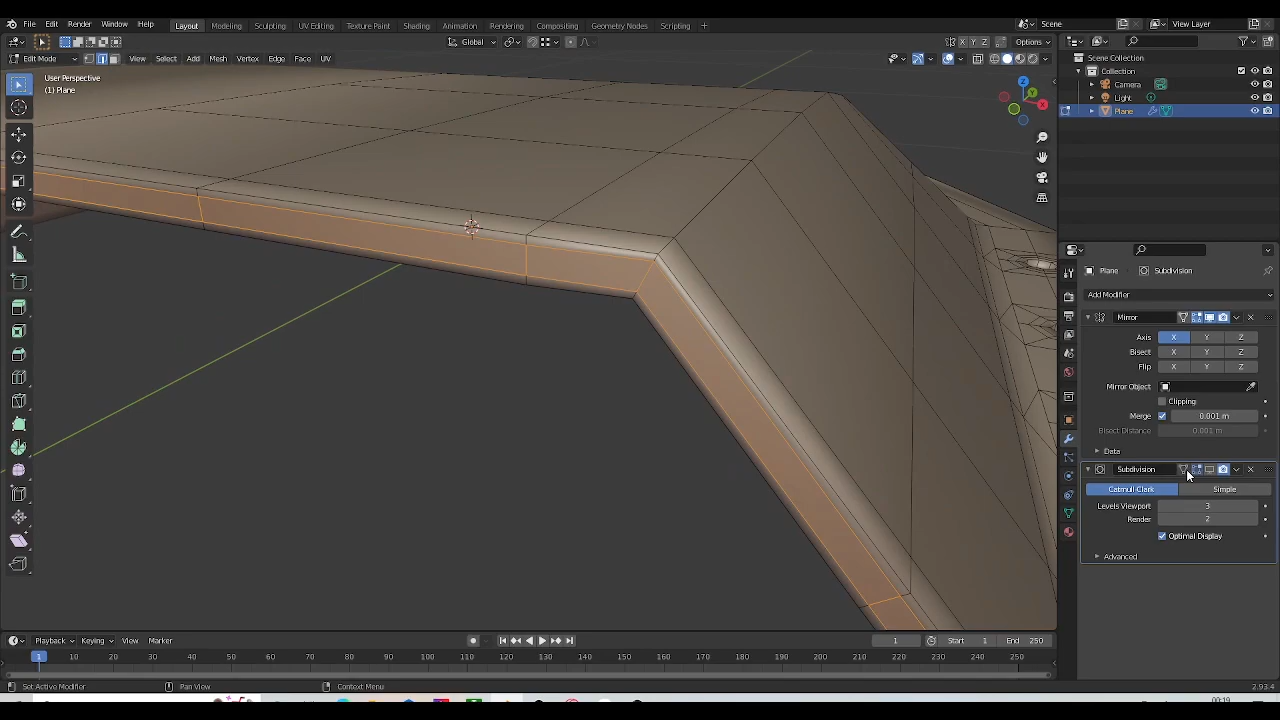 File Edit Render Window Help Layout Modeling Sculpting UV Editing Texture Paint Shading Animation Rendering Compositing Geometry Nodes Scripting + Scene View Layer
Global X Y Z Options
Edit Mode View Select Add Mesh Vertex Edge Face UV
Scene Collection
Collection
Camera
Light
Plane
User Perspective
(1) Plane
Z
Y
X
Plane Subdivision
Add Modifier
Mirror
Axis X Y Z
Bisect X Y Z
Flip X Y Z
Mirror Object
Clipping
Merge 0.001 m
Bisect Distance 0.001 m
Data
Subdivision
Catmull Clark Simple
Levels Viewport 3
Render 2
Optimal Display
Advanced
Playback Keying View Marker 1 Start 1 End 250
1 10 20 30 40 50 60 70 80 90 100 110 120 130 140 150 160 170 180 190 200 210 220 230 240 250
Set Active Modifier Pan View Context Menu 2.93.4
00:19